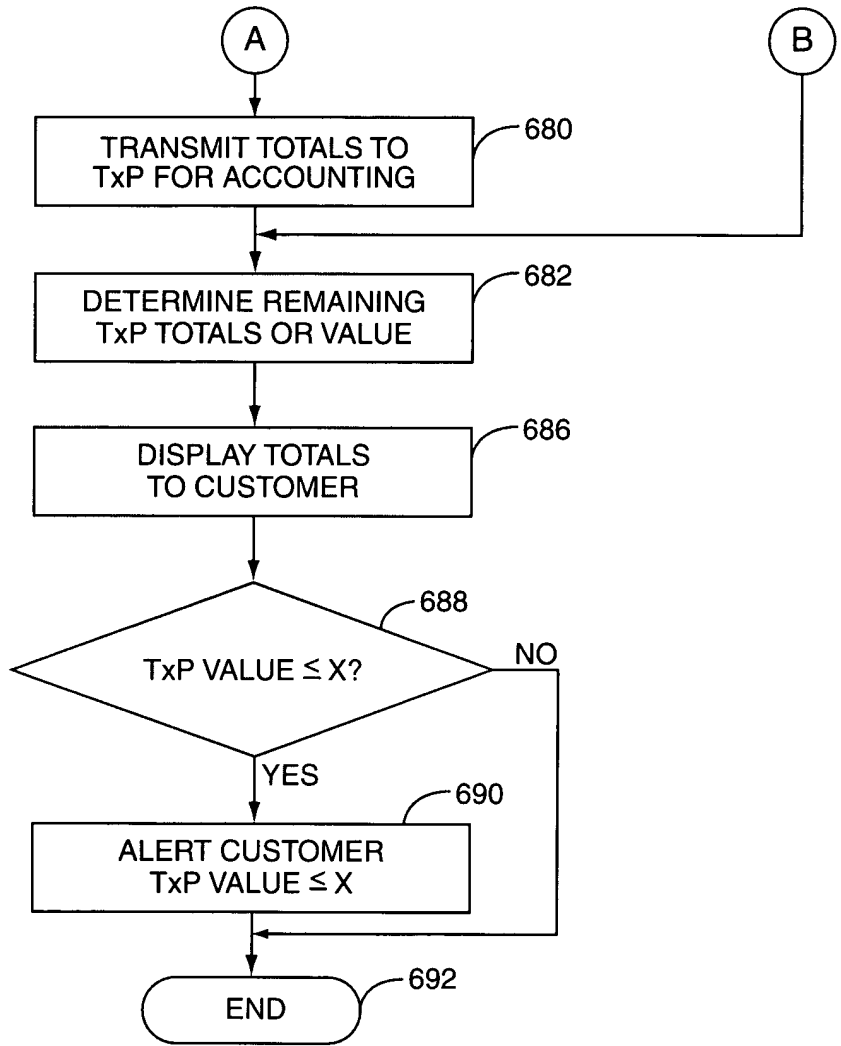 A
B
TRANSMIT TOTALS TO
TxP FOR ACCOUNTING
680
DETERMINE REMAINING
TxP TOTALS OR VALUE
682
DISPLAY TOTALS
TO CUSTOMER
686
TxP VALUE ≤ X?
688
NO
YES
ALERT CUSTOMER
TxP VALUE ≤ X
690
END
692